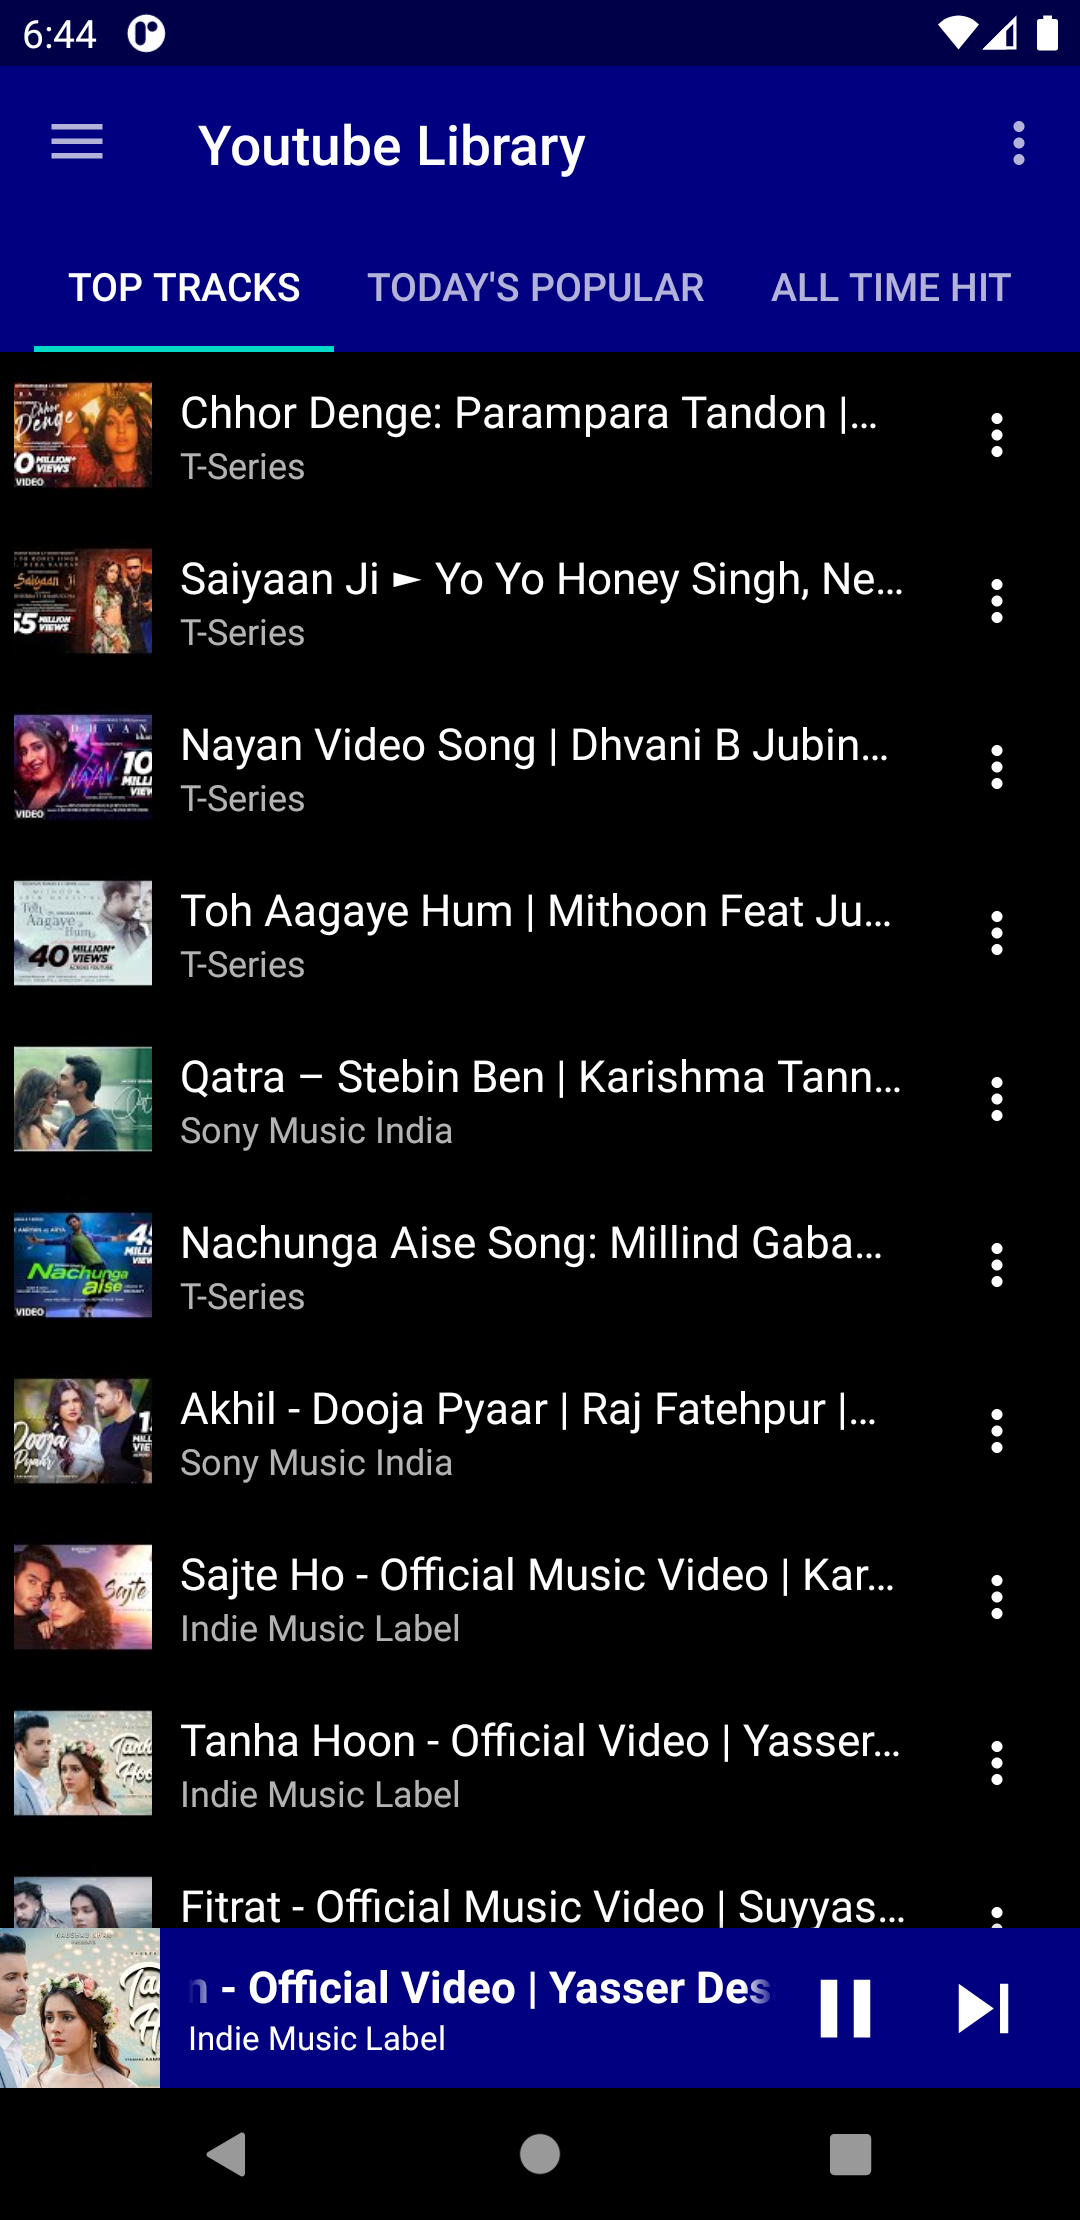 6:44
Youtube Library
TOP TRACKS
TODAY'S POPULAR
ALL TIME HIT
Chhor Denge: Parampara Tandon |...
T-Series
Saiyaan Ji ► Yo Yo Honey Singh, Ne...
T-Series
Nayan Video Song | Dhvani B Jubin...
T-Series
Toh Aagaye Hum | Mithoon Feat Ju...
T-Series
Qatra – Stebin Ben | Karishma Tann...
Sony Music India
Nachunga Aise Song: Millind Gaba...
T-Series
Akhil - Dooja Pyaar | Raj Fatehpur |...
Sony Music India
Sajte Ho - Official Music Video | Kar...
Indie Music Label
Tanha Hoon - Official Video | Yasser...
Indie Music Label
Fitrat - Official Music Video | Suyyas...
n - Official Video | Yasser Des
Indie Music Label